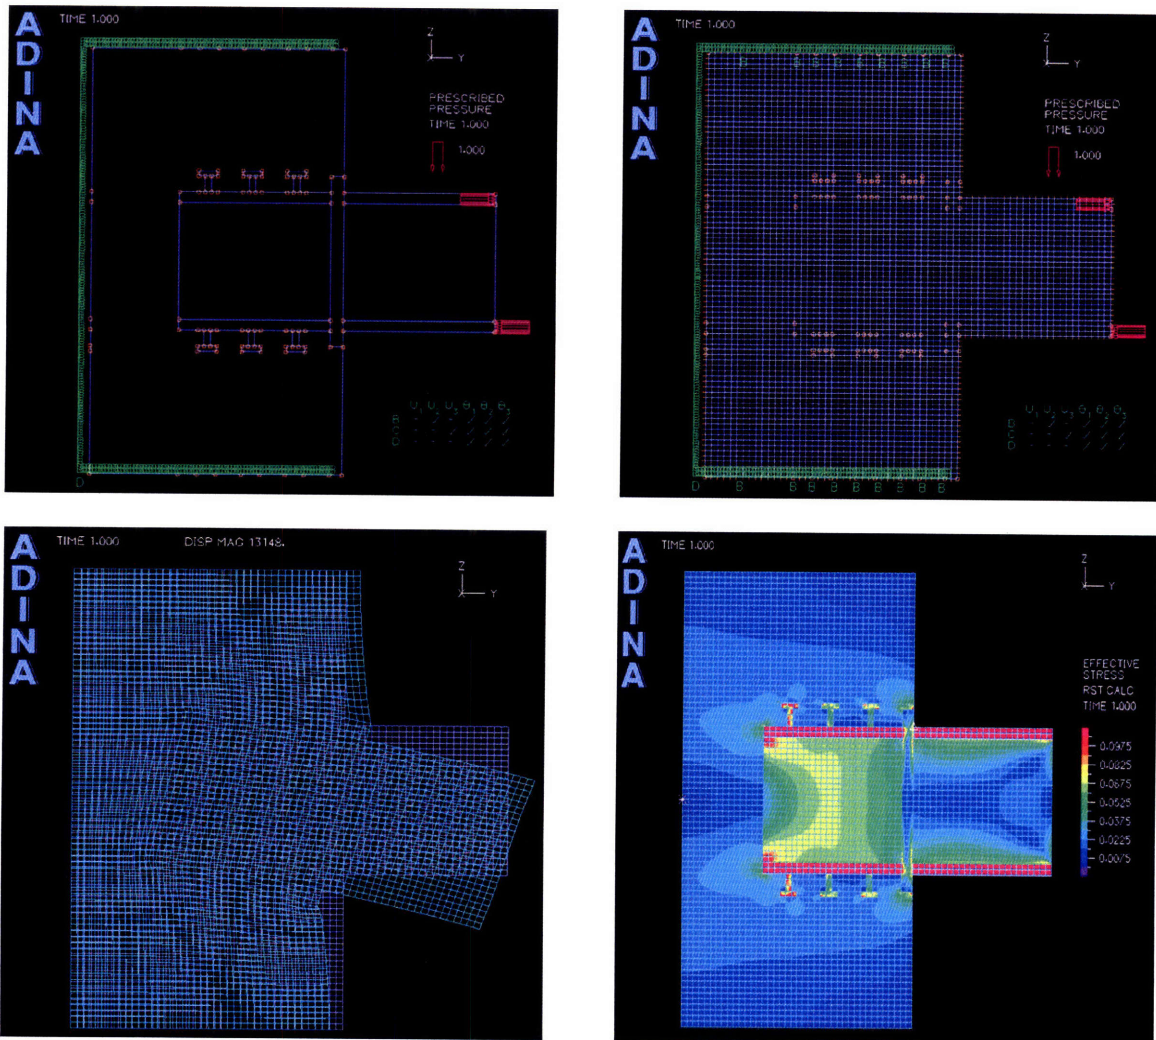 ADINA
TIME 1.000
Z
Y
PRESCRIBED
PRESSURE
TIME 1.000
1.000
B
C
D
D
ADINA
TIME 1.000
Z
Y
PRESCRIBED
PRESSURE
TIME 1.000
1.000
B
C
D
D B B B B B B B B
ADINA
TIME 1.000 DISP MAG 13148.
Z
Y
ADINA
TIME 1.000
Z
Y
EFFECTIVE
STRESS
RST CALC
TIME 1.000
0.0975
0.0825
0.0675
0.0525
0.0375
0.0225
0.0075